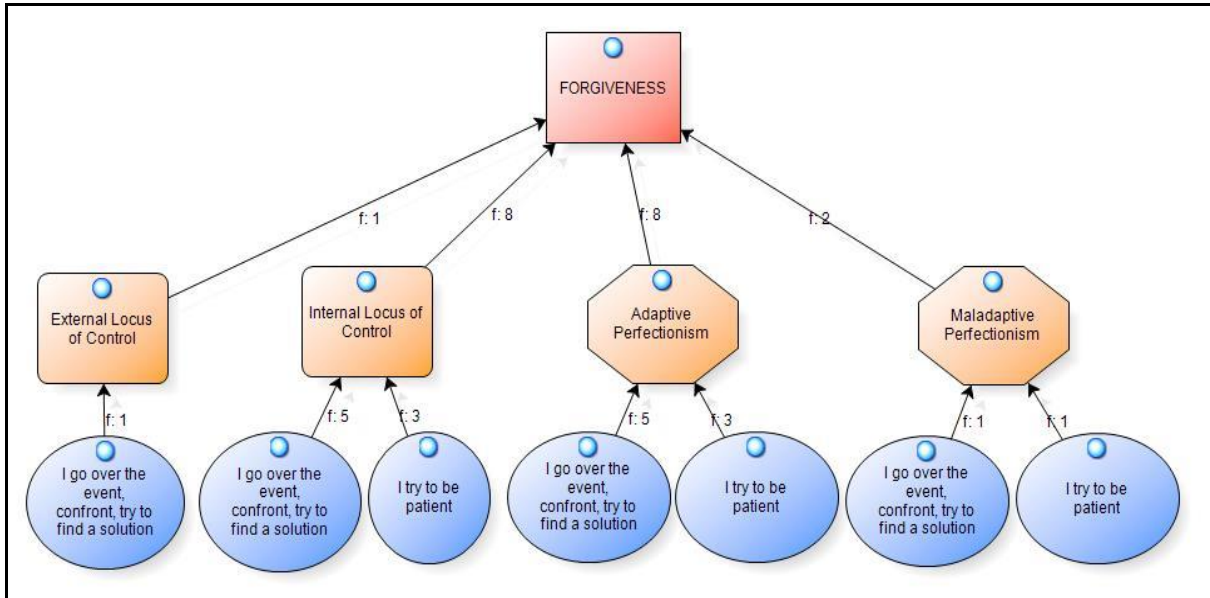 FORGIVENESS
f: 1
f: 8
f: 8
f: 2
External Locus
of Control
Internal Locus of
Control
Adaptive
Perfectionism
Maladaptive
Perfectionism
f: 1
f: 5
f: 3
f: 5
f: 3
f: 1
f: 1
I go over the
event,
confront, try to
find a solution
I go over the
event,
confront, try to
find a solution
I try to be
patient
I go over the
event,
confront, try to
find a solution
I try to be
patient
I go over the
event,
confront, try to
find a solution
I try to be
patient